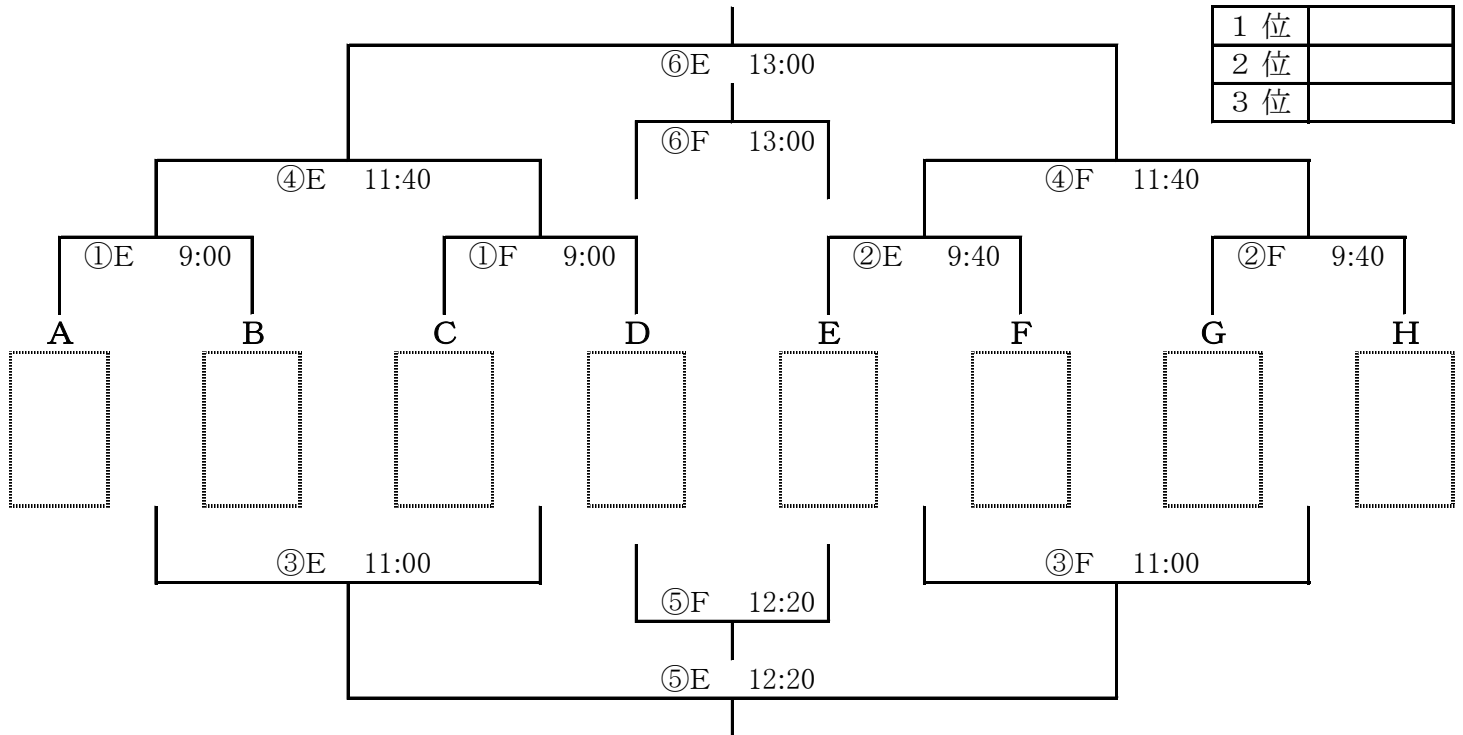 1 位
2 位
3 位
⑥E 13:00
⑥F 13:00
④E 11:40
④F 11:40
①E 9:00
①F 9:00
②E 9:40
②F 9:40
A B C D E F G H
③E 11:00
③F 11:00
⑤F 12:20
⑤E 12:20